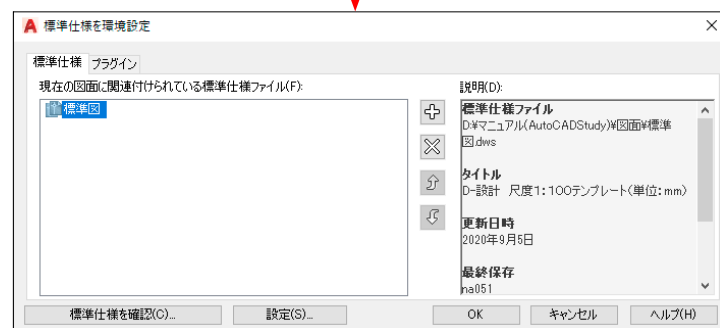 標準仕様を環境設定
標準仕様 プラグイン
現在の図面に関連付けられている標準仕様ファイル(F):
標準図
説明(D):
標準仕様ファイル
D:¥マニュアル(AutoCADStudy)¥図面¥標準
図.dws
タイトル
D-設計 尺度1:100テンプレート(単位:mm)
更新日時
2020年9月5日
最終保存
na051
標準仕様を確認(C)...
設定(S)...
OK
キャンセル
ヘルプ(H)